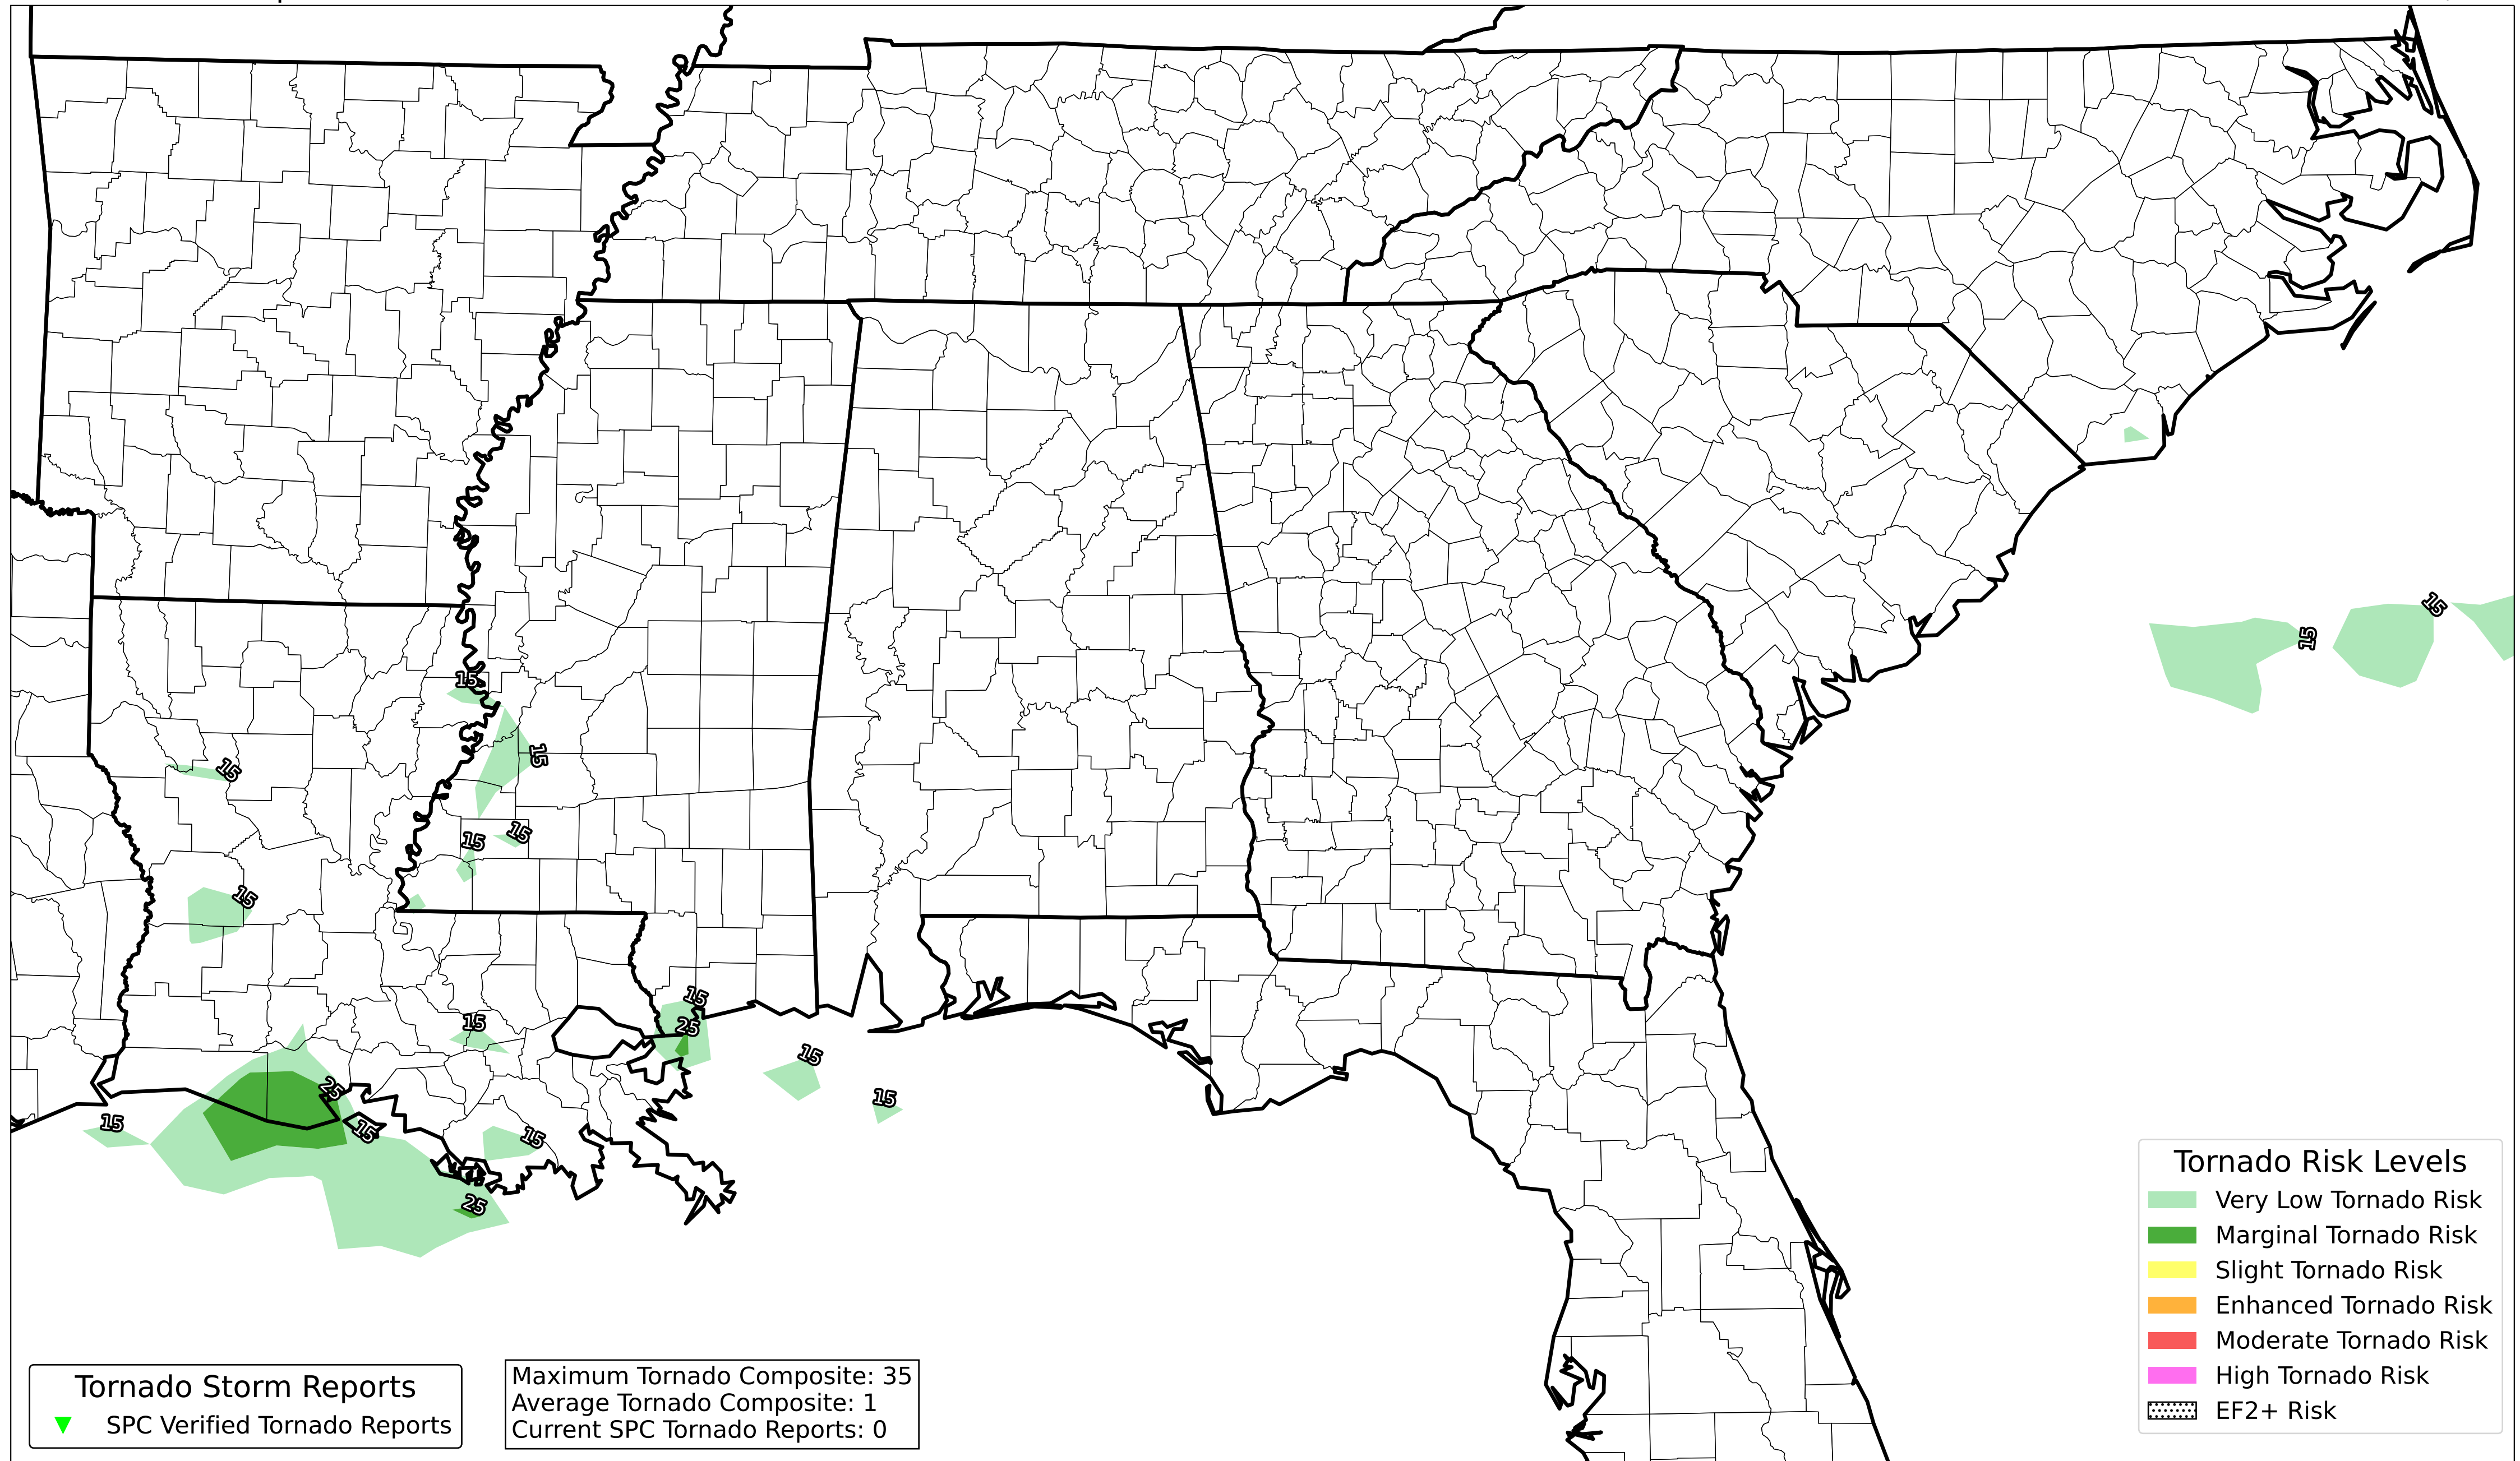 15
15
15
15
15
15
15
15
15
15
25
15
15
15
25
15
15
15
25
Tornado Risk Levels
Very Low Tornado Risk
Marginal Tornado Risk
Slight Tornado Risk
Enhanced Tornado Risk
Moderate Tornado Risk
High Tornado Risk
EF2+ Risk
Tornado Storm Reports
SPC Verified Tornado Reports
Maximum Tornado Composite: 35
Average Tornado Composite: 1
Current SPC Tornado Reports: 0